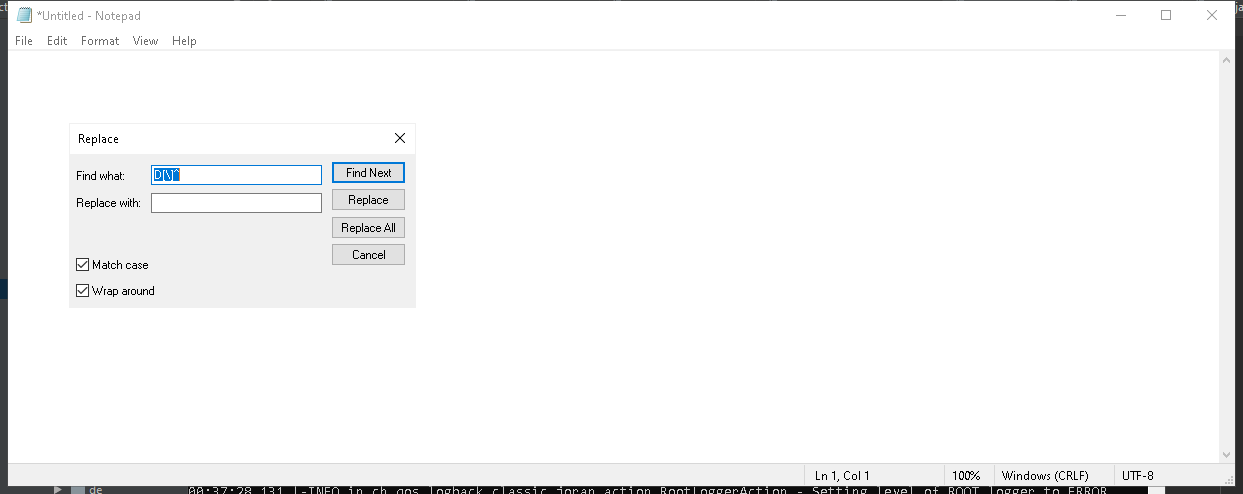 *Untitled - Notepad
File Edit Format View Help
Replace
Find what: D[\]^
Find Next
Replace with:
Replace
Replace All
Cancel
Match case
Wrap around
Ln 1, Col 1 100% Windows (CRLF) UTF-8
de 00:37:28,131 |-INFO in ch.qos.logback.classic.joran.action.RootLoggerAction - Setting level of ROOT logger to ERROR